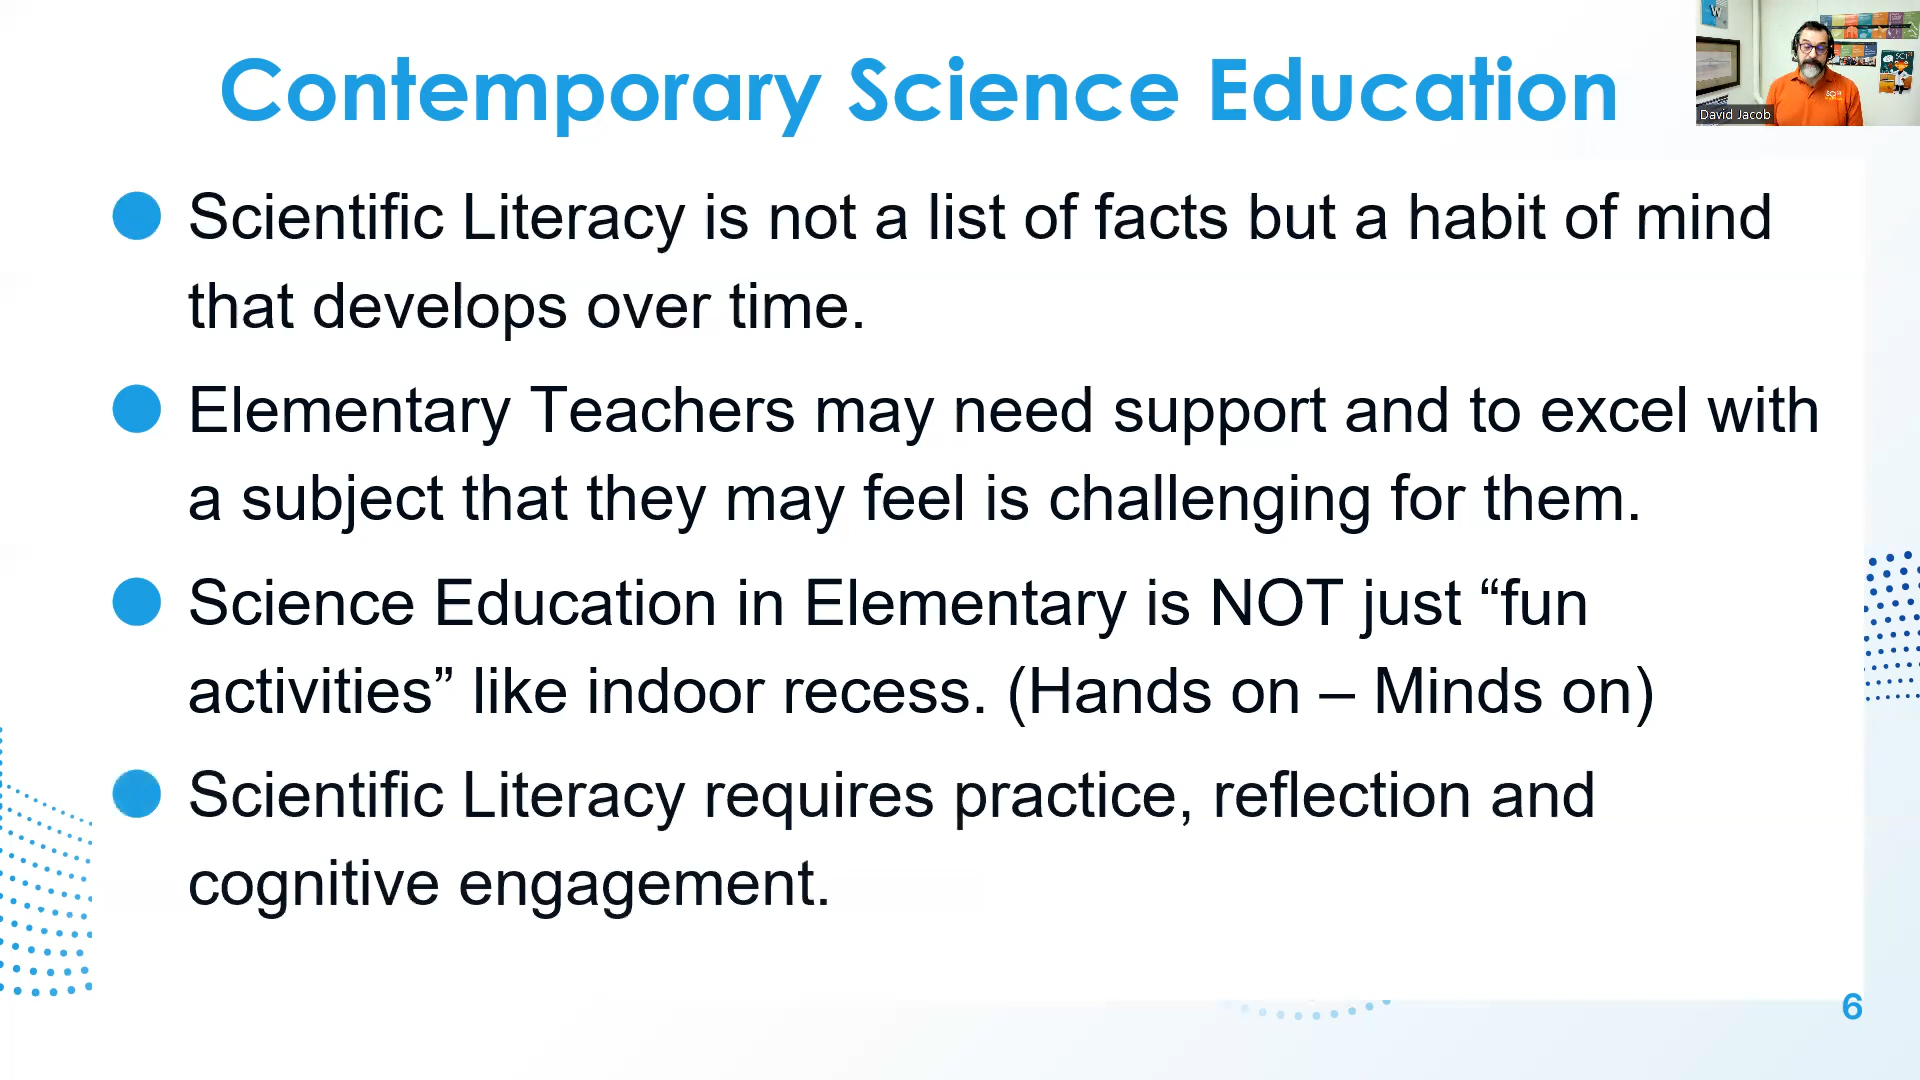 Contemporary Science Education
W
SCI
David Jacob
Scientific Literacy is not a list of facts but a habit of mind
that develops over time.
Elementary Teachers may need support and to excel with
a subject that they may feel is challenging for them.
Science Education in Elementary is NOT just “fun
activities” like indoor recess. (Hands on – Minds on)
Scientific Literacy requires practice, reflection and
cognitive engagement.
6